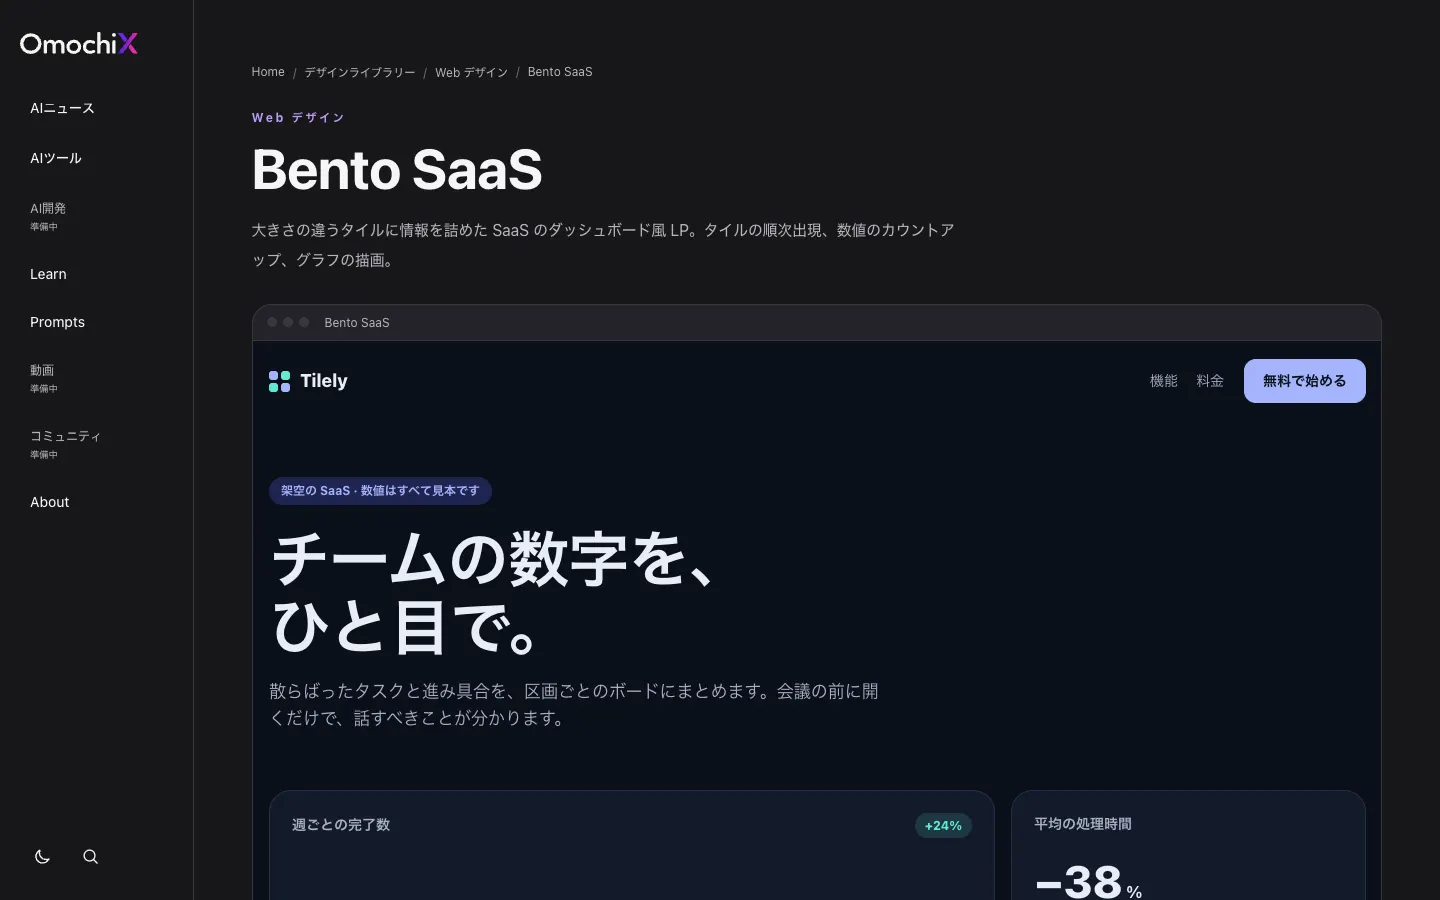 OmochiX
AIニュース
AIツール
AI開発
準備中
Learn
Prompts
動画
準備中
コミュニティ
準備中
About
Home / デザインライブラリー / Web デザイン / Bento SaaS
Web デザイン
Bento SaaS
大きさの違うタイルに情報を詰めた SaaS のダッシュボード風 LP。タイルの順次出現、数値のカウントア
ップ、グラフの描画。
Bento SaaS
Tilely
機能
料金
無料で始める
架空の SaaS · 数値はすべて見本です
チームの数字を、
ひと目で。
散らばったタスクと進み具合を、区画ごとのボードにまとめます。会議の前に開
くだけで、話すべきことが分かります。
週ごとの完了数
+24%
平均の処理時間
−38%